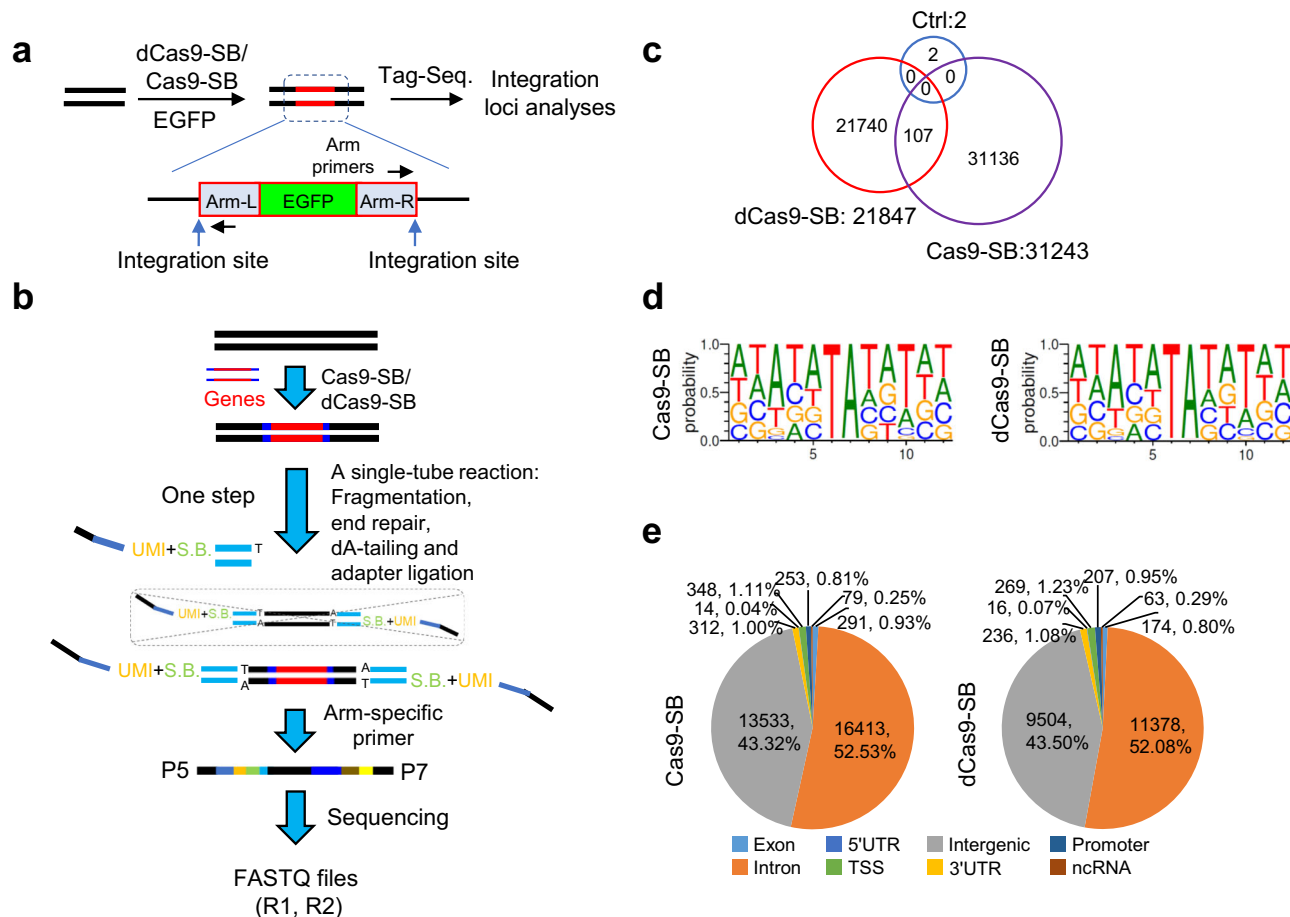 a
dCas9-SB/
Cas9-SB
EGFP
Tag-Seq.
Integration
loci analyses
Arm
primers
Arm-L
EGFP
Arm-R
Integration site
Integration site
b
Cas9-SB/
dCas9-SB
Genes
One step
A single-tube reaction:
Fragmentation,
end repair,
dA-tailing and
adapter ligation
UMI+S.B.
T
UMI+S.B
T
A
A
T
S.B.+UMI
UMI+S.B.
T
A
A
T
S.B.+UMI
Arm-specific
primer
P5
P7
Sequencing
FASTQ files
(R1, R2)
c
Ctrl:2
2
0
0
0
21740
107
31136
dCas9-SB: 21847
Cas9-SB:31243
d
Cas9-SB
probability
1.0
0.5
0.0
5
10
dCas9-SB
probability
1.0
0.5
0.0
5
10
e
Cas9-SB
348, 1.11%
253, 0.81%
14, 0.04%
79, 0.25%
312, 1.00%
291, 0.93%
13533,
43.32%
16413,
52.53%
dCas9-SB
269, 1.23%
207, 0.95%
16, 0.07%
63, 0.29%
236, 1.08%
174, 0.80%
9504,
43.50%
11378,
52.08%
Exon
5'UTR
Intergenic
Promoter
Intron
TSS
3'UTR
ncRNA